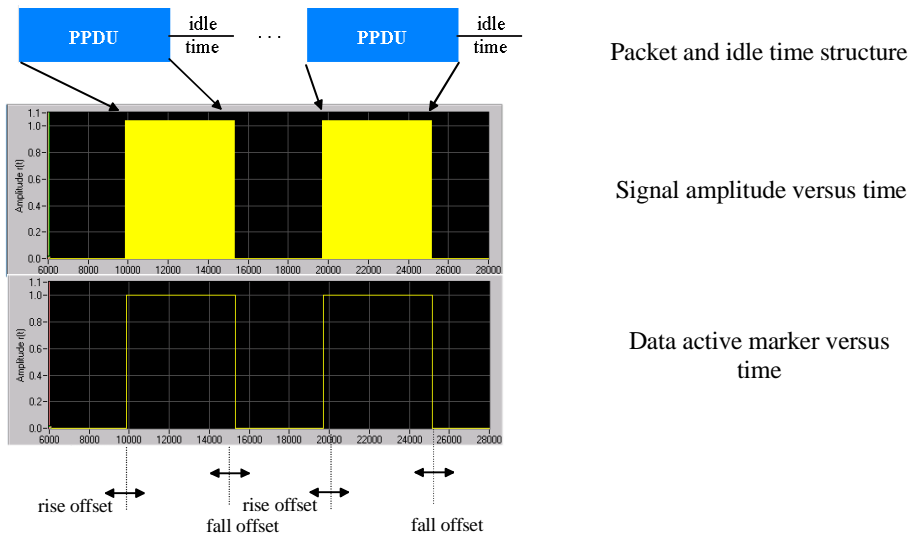 PPDU
idle
time
. . .
PPDU
idle
time
Packet and idle time structure
Amplitude r(t)
1.1
1.0
0.8
0.6
0.4
0.2
0.0
6000 8000 10000 12000 14000 16000 18000 20000 22000 24000 26000 28000
Signal amplitude versus time
Amplitude r(t)
1.1
1.0
0.8
0.6
0.4
0.2
0.0
6000 8000 10000 12000 14000 16000 18000 20000 22000 24000 26000 28000
Data active marker versus
time
rise offset
fall offset
rise offset
fall offset